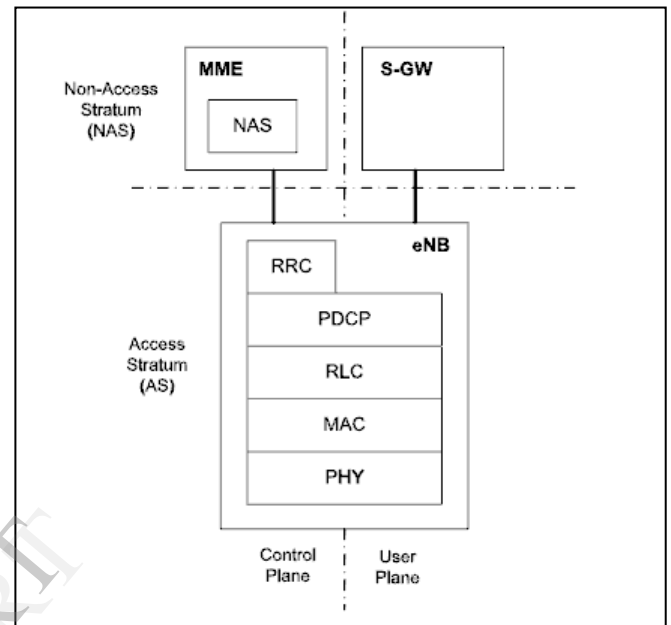 MME
S-GW
Non-Access
Stratum
(NAS)
NAS
eNB
RRC
PDCP
Access
Stratum
(AS)
RLC
MAC
PHY
Control
Plane
User
Plane